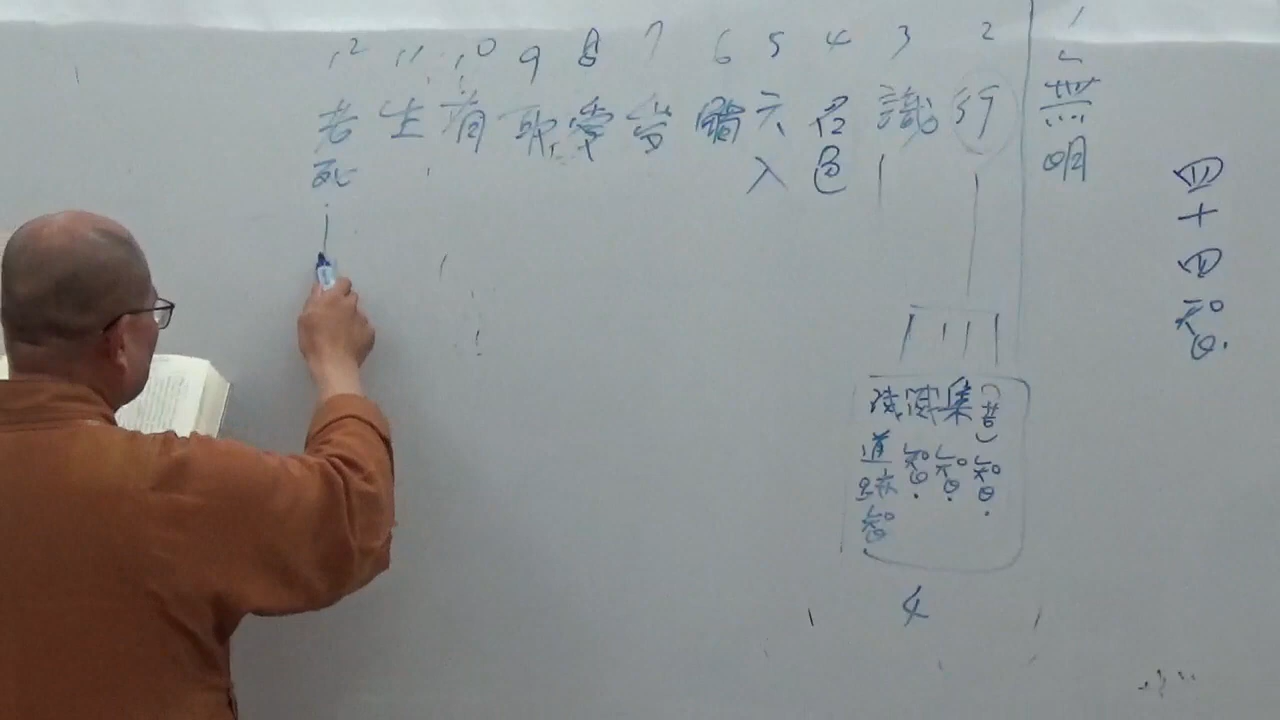 四十四智.
1
無明
2
行
3
識
4
名色
5
六入
6
觸
7
受
8
愛
9
取
10
有
11
生
12
老死
(苦)智.
集智.
滅智.
滅道跡智
4